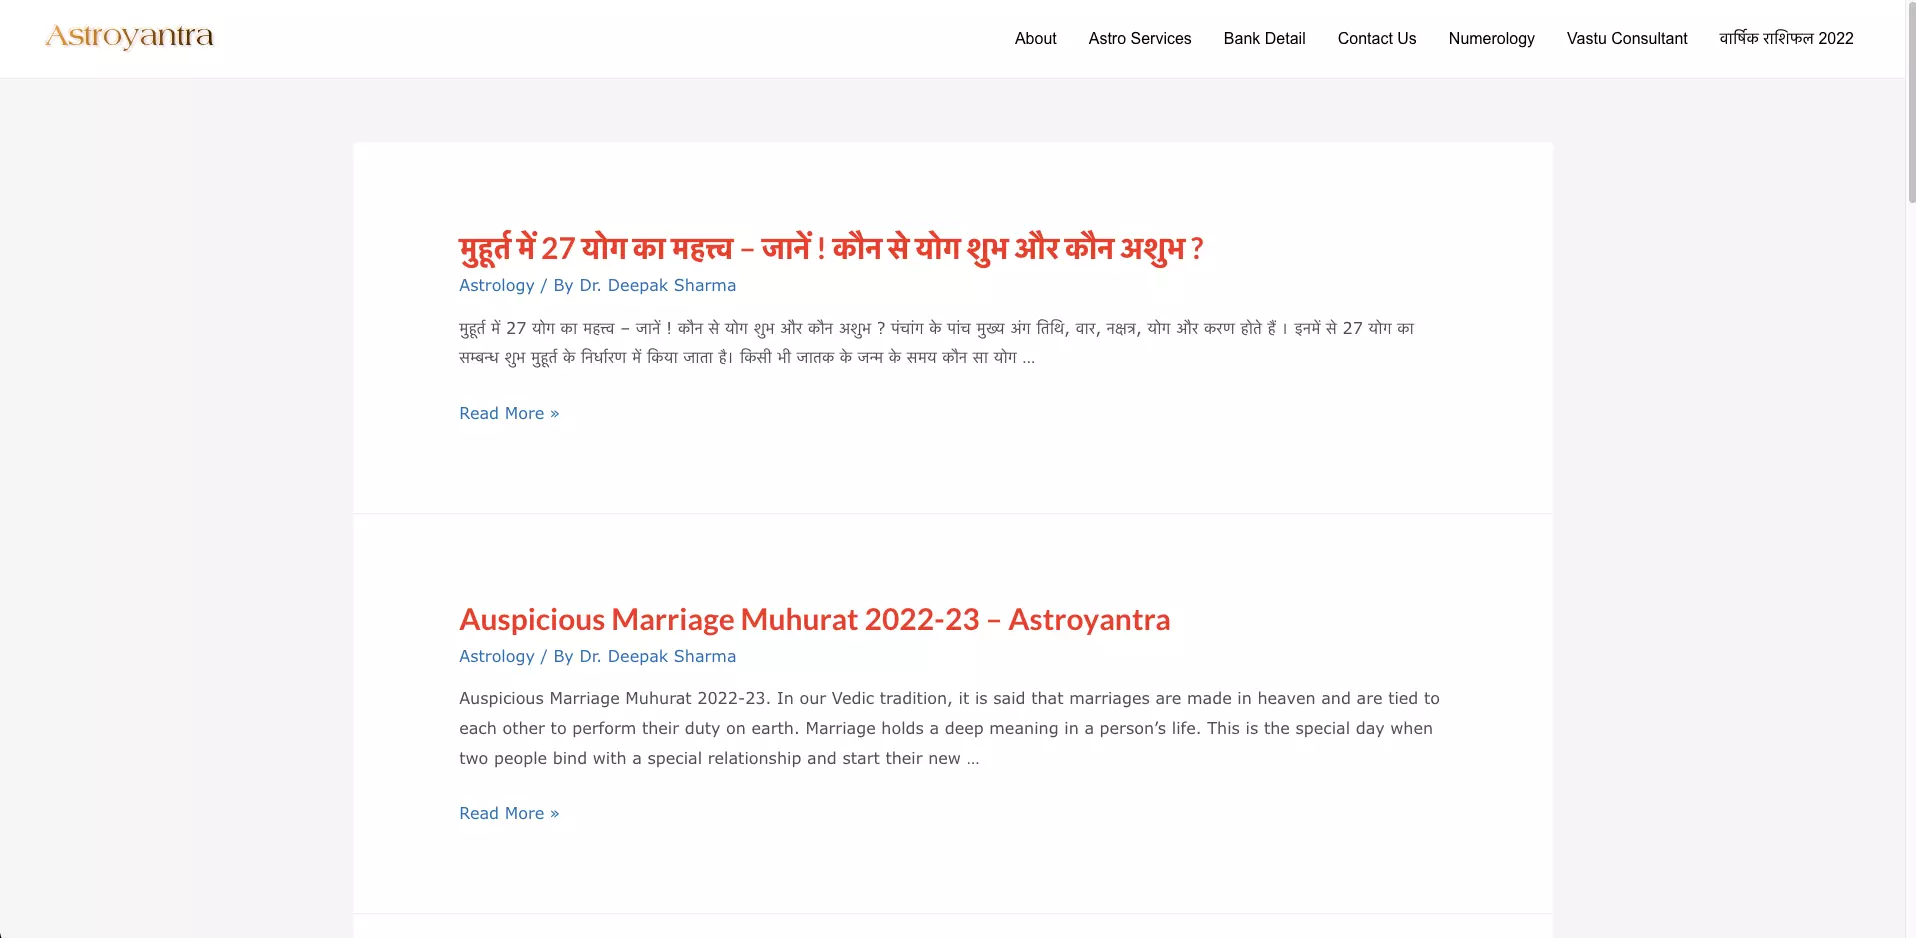 Astroyantra
About Astro Services Bank Detail Contact Us Numerology Vastu Consultant वार्षिक राशिफल 2022
मुहूर्त में 27 योग का महत्त्व – जानें ! कौन से योग शुभ और कौन अशुभ ?
Astrology / By Dr. Deepak Sharma
मुहूर्त में 27 योग का महत्त्व – जानें ! कौन से योग शुभ और कौन अशुभ ? पंचांग के पांच मुख्य अंग तिथि, वार, नक्षत्र, योग और करण होते हैं । इनमें से 27 योग का
सम्बन्ध शुभ मुहूर्त के निर्धारण में किया जाता है। किसी भी जातक के जन्म के समय कौन सा योग …
Read More »
Auspicious Marriage Muhurat 2022-23 – Astroyantra
Astrology / By Dr. Deepak Sharma
Auspicious Marriage Muhurat 2022-23. In our Vedic tradition, it is said that marriages are made in heaven and are tied to
each other to perform their duty on earth. Marriage holds a deep meaning in a person’s life. This is the special day when
two people bind with a special relationship and start their new …
Read More »